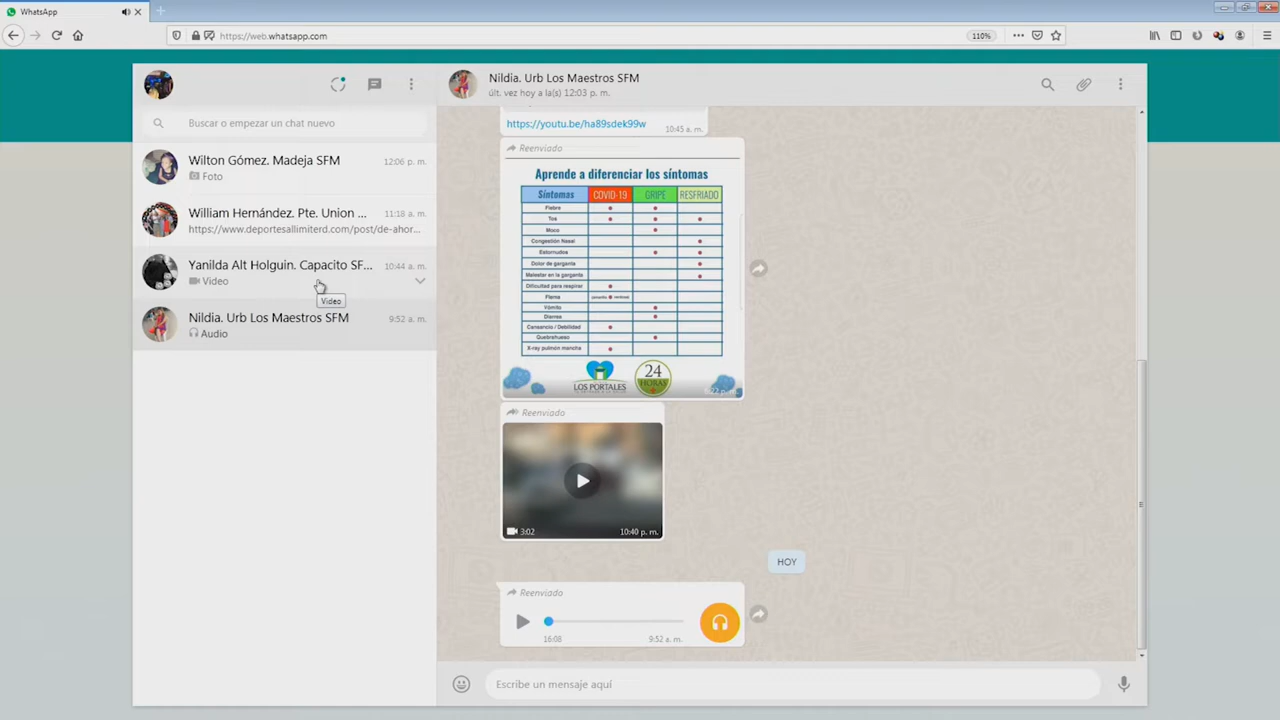 WhatsApp
https://web.whatsapp.com
110%
Nildia. Urb Los Maestros SFM
últ. vez hoy a la(s) 12:03 p. m.
Buscar o empezar un chat nuevo
Wilton Gómez. Madeja SFM
12:06 p. m.
Foto
William Hernández. Pte. Unión ...
11:18 a. m.
https://www.deportesallimiterd.com/post/de-ahor...
Yanilda Alt Holguin. Capacito SF...
10:44 a. m.
Video
Video
Nildia. Urb Los Maestros SFM
9:52 a. m.
Audio
https://youtu.be/ha89sdek99w
10:45 a. m.
Reenviado
Aprende a diferenciar los síntomas
Síntomas COVID-19 GRIPE RESFRIADO
Fiebre
Tos
Moco
Congestión Nasal
Estornudos
Dolor de garganta
Malestar en la garganta
Dificultad para respirar
Flema
Vómito
Diarrea
Cansancio / Debilidad
Quebrahueso
X-ray pulmón mancha
LOS PORTALES
24
HORAS
Reenviado
3:02
10:40 p. m.
HOY
Reenviado
16:08
9:52 a. m.
Escribe un mensaje aquí